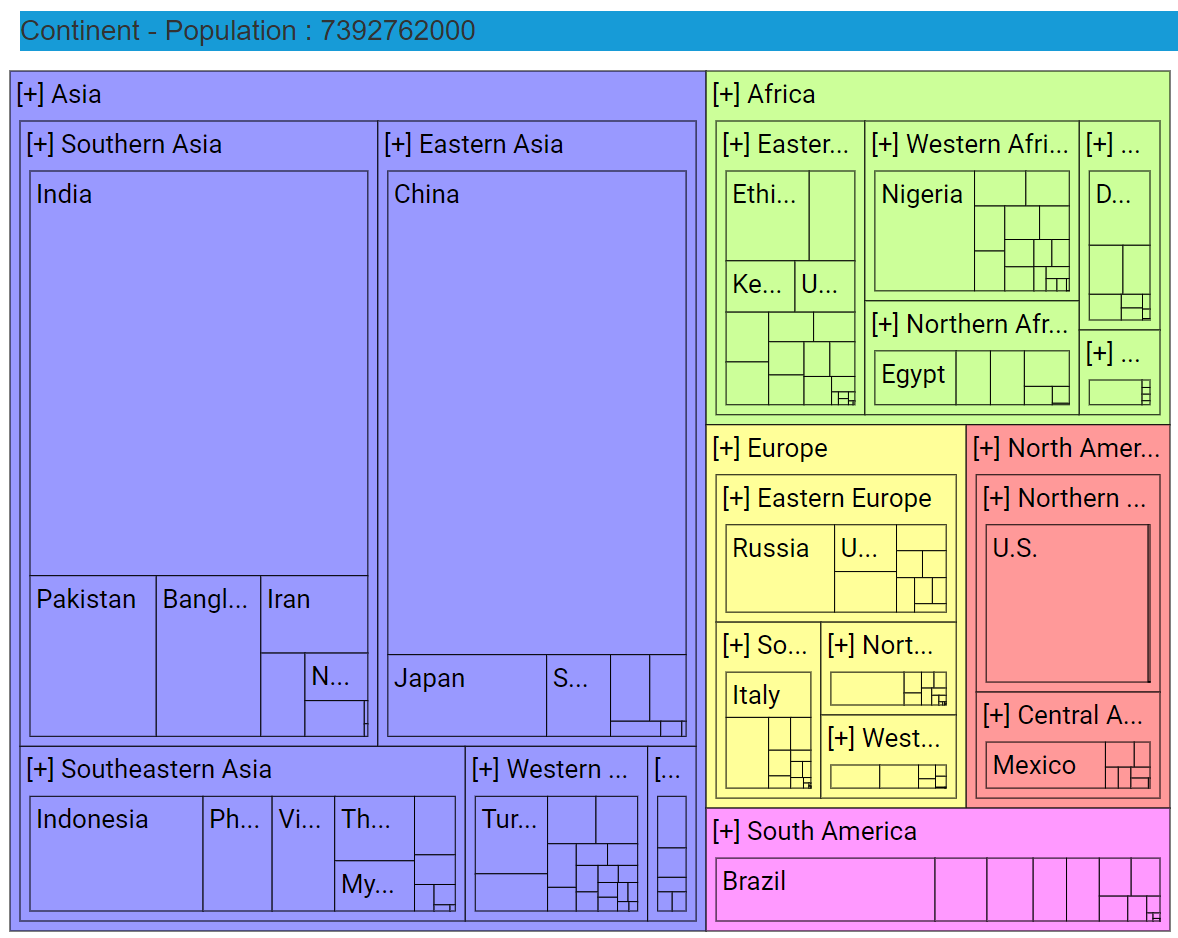 Continent - Population : 7392762000
[+] Asia
[+] Southern Asia
India
Pakistan
Bangl...
Iran
N...
[+] Eastern Asia
China
Japan
S...
[+] Southeastern Asia
Indonesia
Ph...
Vi...
Th...
My...
[+] Western ...
Tur...
[...
[+] Africa
[+] Easter...
Ethi...
Ke...
U...
[+] Western Afri...
Nigeria
[+] Northern Afr...
Egypt
[+] ...
D...
[+] ...
[+] Europe
[+] Eastern Europe
Russia
U...
[+] So...
Italy
[+] Nort...
[+] West...
[+] North Amer...
[+] Northern ...
U.S.
[+] Central A...
Mexico
[+] South America
Brazil